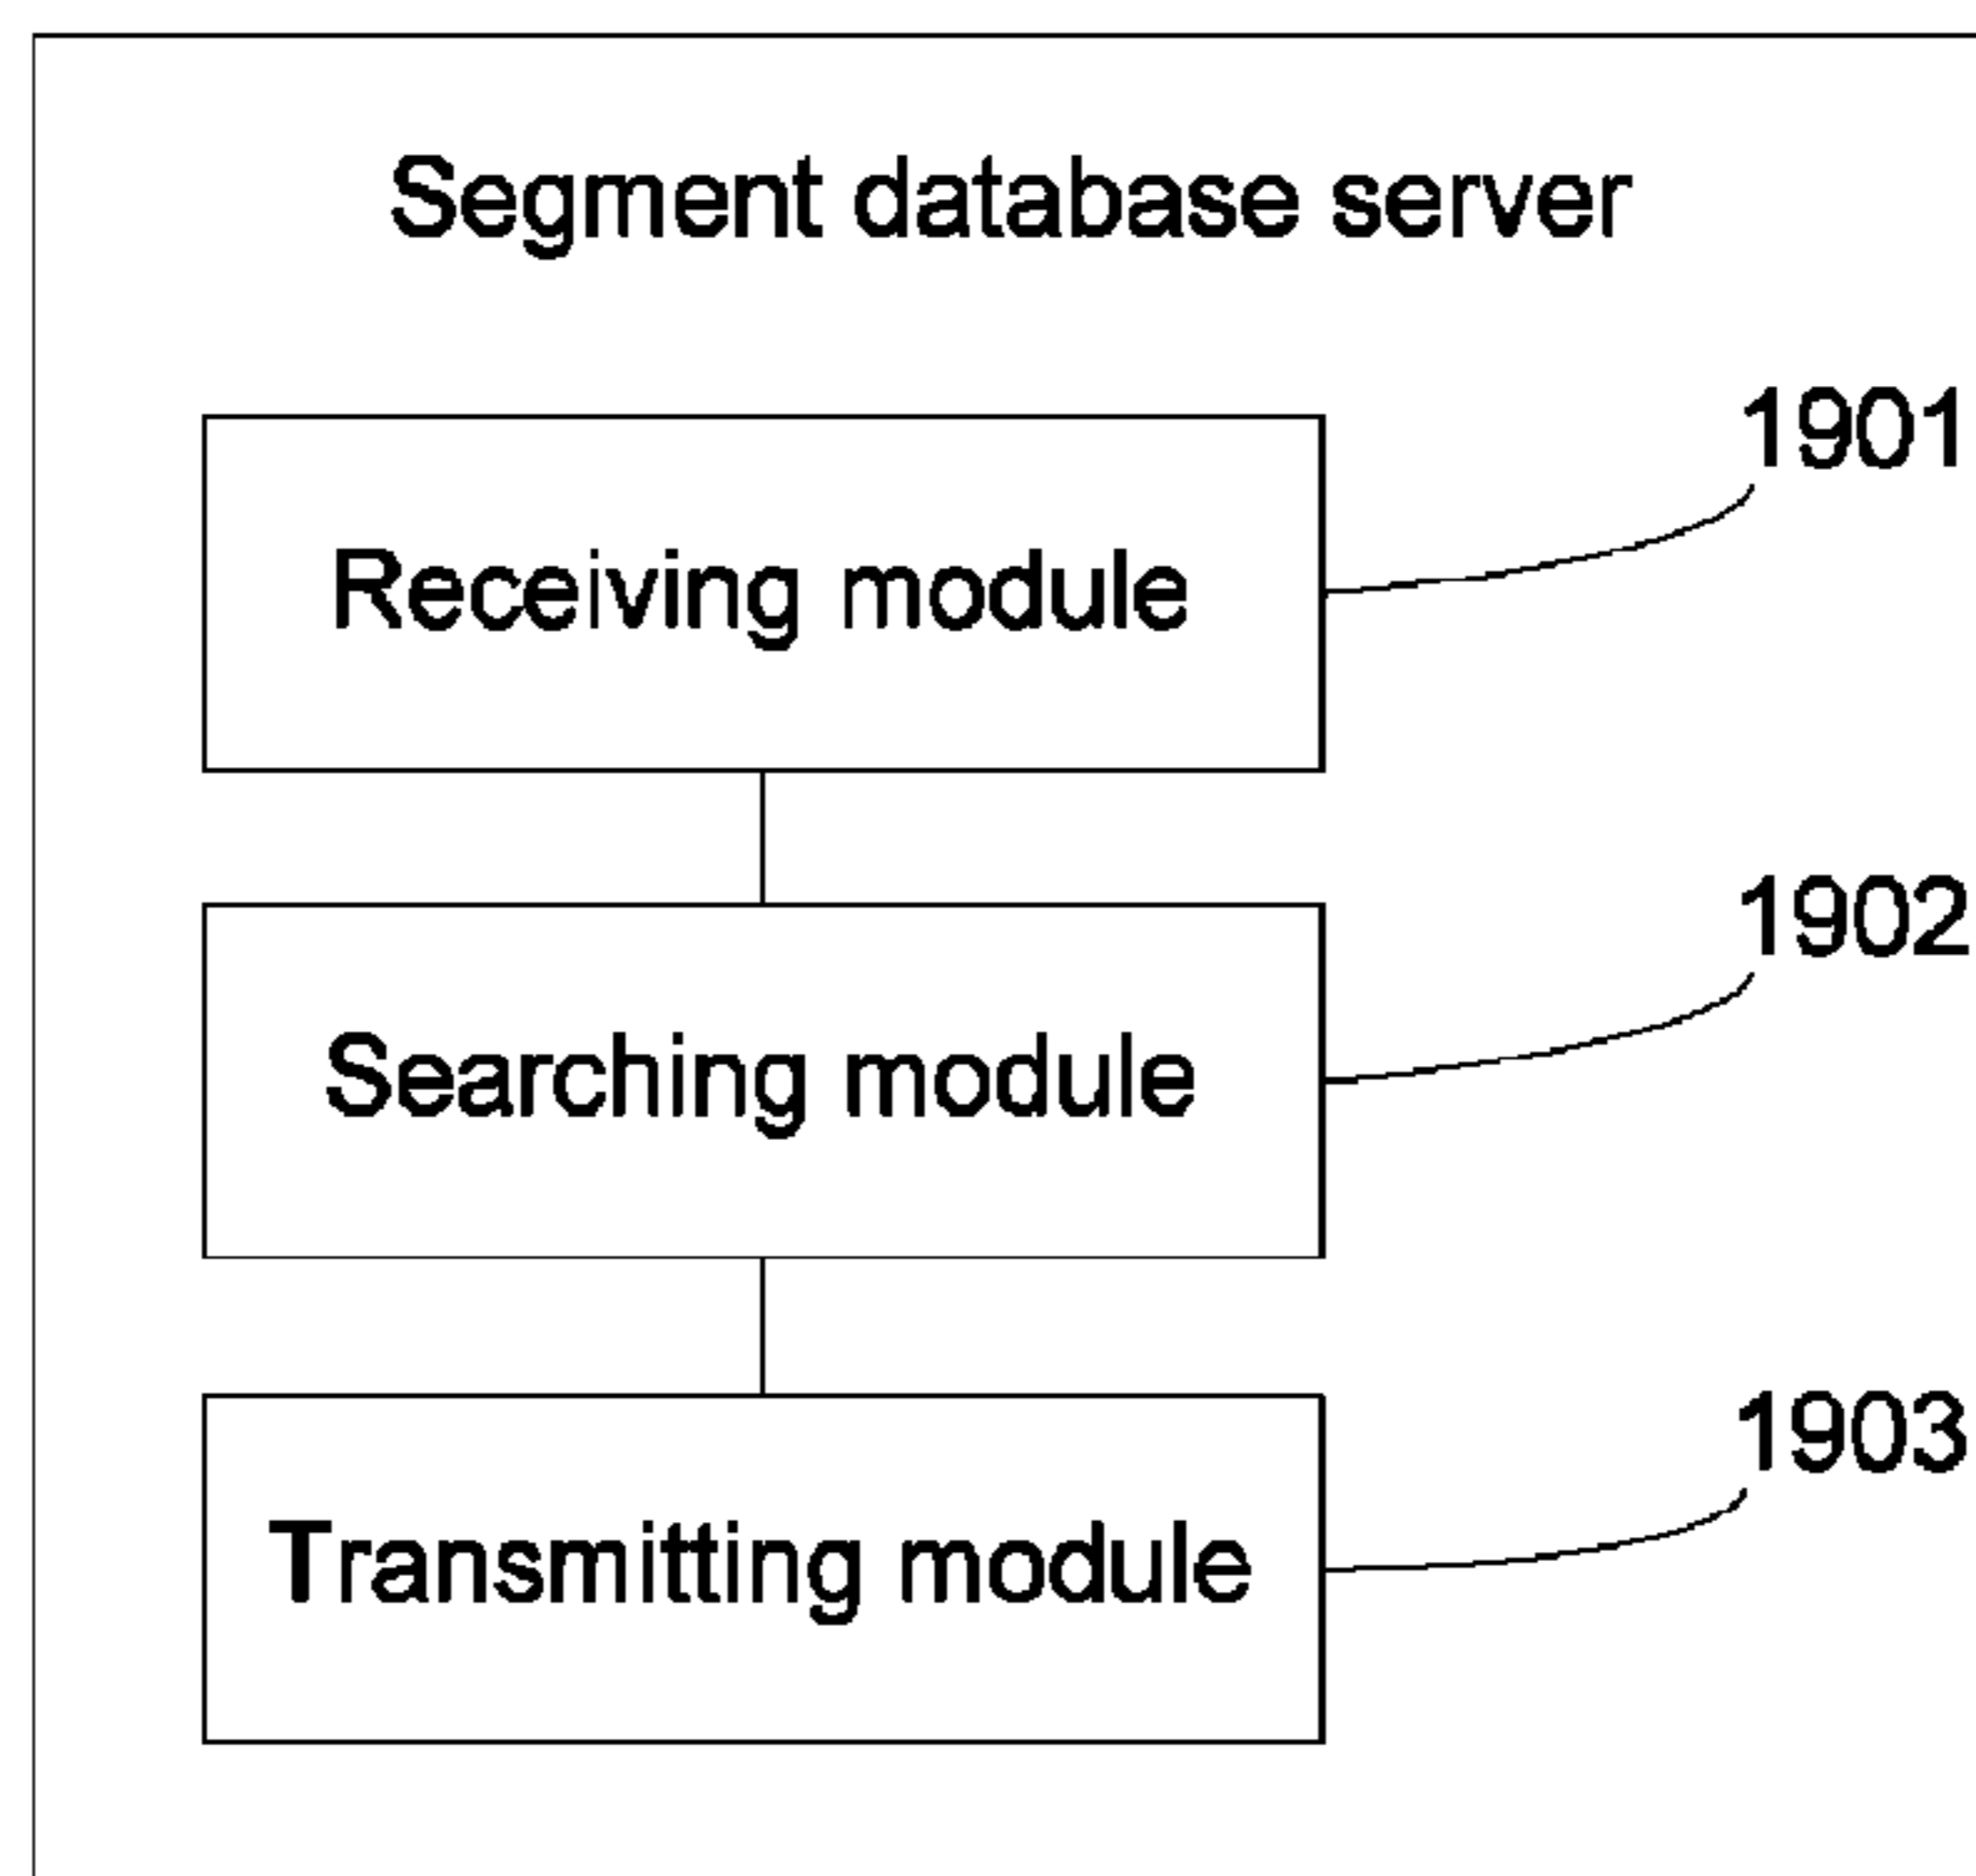 Segment database server
1901
Receiving module
1902
Searching module
1903
Transmitting module